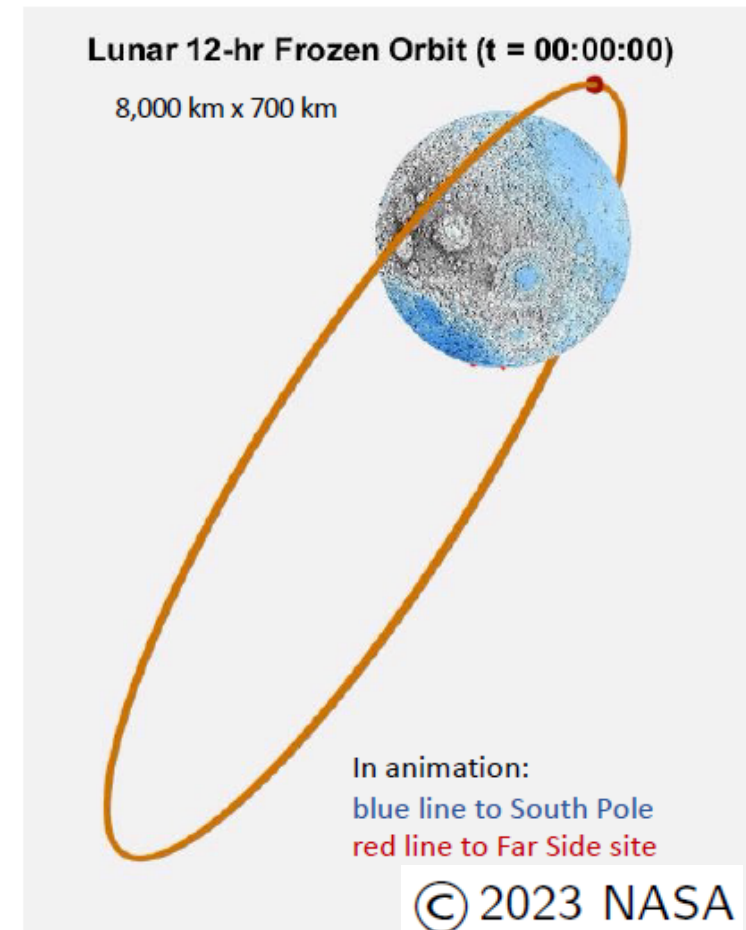 Lunar 12-hr Frozen Orbit (t = 00:00:00)
8,000 km x 700 km
In animation:
blue line to South Pole
red line to Far Side site
© 2023 NASA